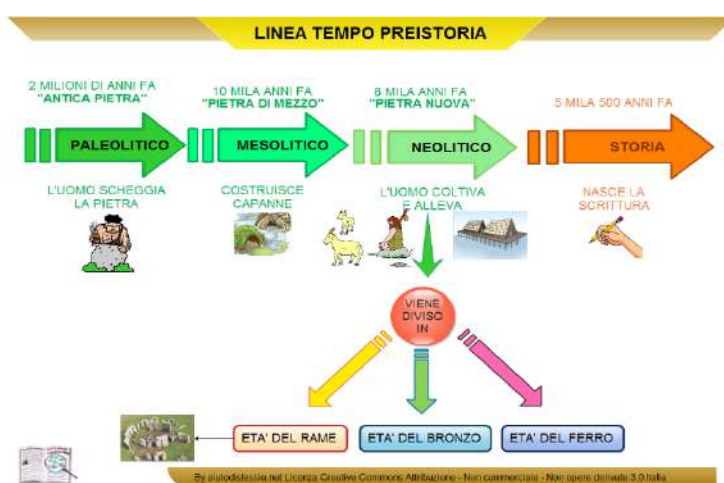 LINEA TEMPO PREISTORIA
2 MILIONI DI ANNI FA
"ANTICA PIETRA"
10 MILA ANNI FA
"PIETRA DI MEZZO"
8 MILA ANNI FA
"PIETRA NUOVA"
5 MILA 500 ANNI FA
PALEOLITICO
MESOLITICO
NEOLITICO
STORIA
L'UOMO SCHEGGIA
LA PIETRA
COSTRUISCE
CAPANNE
L'UOMO COLTIVA
E ALLEVA
NASCE LA
SCRITTURA
VIENE
DIVISO
IN
ETA' DEL RAME
ETA' DEL BRONZO
ETA' DEL FERRO
By aiutodislessia.net Licenza Creative Commons Attribuzione - Non commerciale - Non opere derivate 3.0 Italia